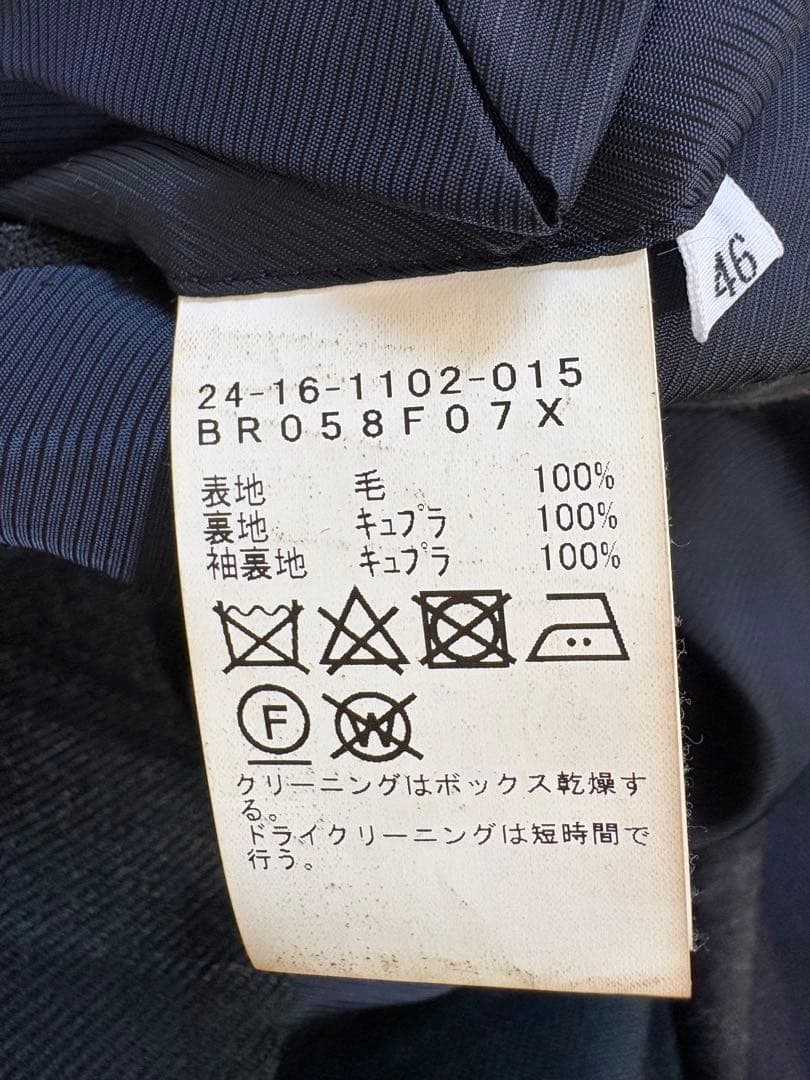 46
24-16-1102-015
BR058F07X
表地 毛 100%
裏地 ｷｭﾌﾟﾗ 100%
袖裏地 ｷｭﾌﾟﾗ 100%
F W
クリーニングはボックス乾燥す
る。
ドライクリーニングは短時間で
行う。